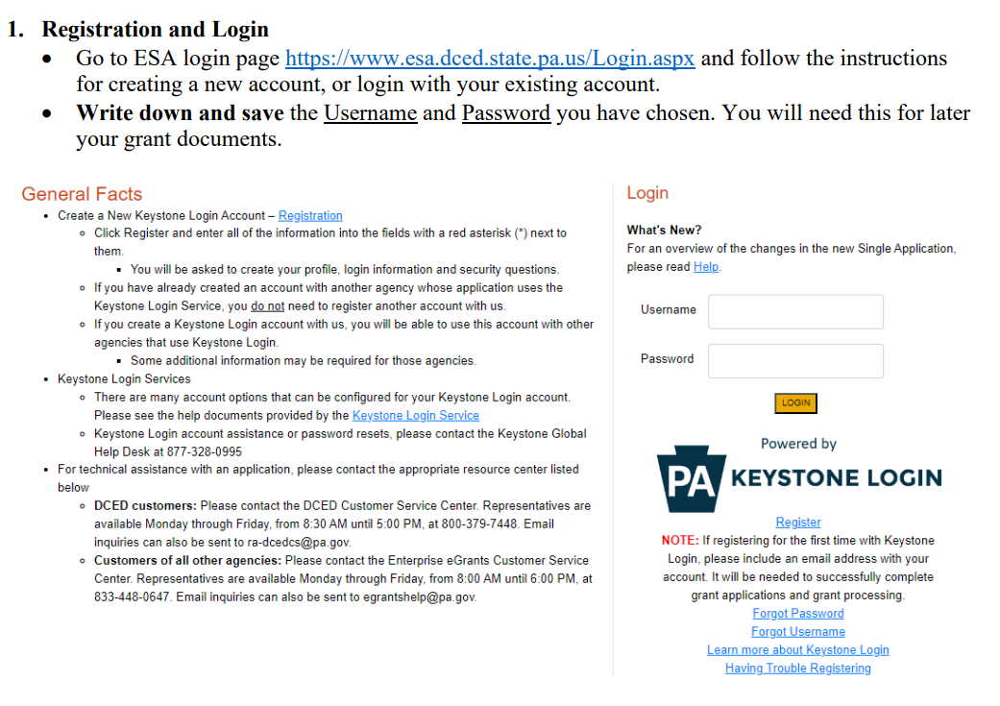 1. Registration and Login
• Go to ESA login page https://www.esa.dced.state.pa.us/Login.aspx and follow the instructions
for creating a new account, or login with your existing account.
• Write down and save the Username and Password you have chosen. You will need this for later
your grant documents.
General Facts
• Create a New Keystone Login Account – Registration
Click Register and enter all of the information into the fields with a red asterisk (*) next to
them.
▪ You will be asked to create your profile, login information and security questions.
If you have already created an account with another agency whose application uses the
Keystone Login Service, you do not need to register another account with us.
If you create a Keystone Login account with us, you will be able to use this account with other
agencies that use Keystone Login.
▪ Some additional information may be required for those agencies.
• Keystone Login Services
There are many account options that can be configured for your Keystone Login account.
Please see the help documents provided by the Keystone Login Service
Keystone Login account assistance or password resets, please contact the Keystone Global
Help Desk at 877-328-0995
• For technical assistance with an application, please contact the appropriate resource center listed
below
DCED customers: Please contact the DCED Customer Service Center. Representatives are
available Monday through Friday, from 8:30 AM until 5:00 PM, at 800-379-7448. Email
inquiries can also be sent to ra-dcedcs@pa.gov.
Customers of all other agencies: Please contact the Enterprise eGrants Customer Service
Center. Representatives are available Monday through Friday, from 8:00 AM until 6:00 PM, at
833-448-0647. Email inquiries can also be sent to egrantshelp@pa.gov.
Login
What's New?
For an overview of the changes in the new Single Application,
please read Help.
Username
Password
LOGIN
Powered by
PA KEYSTONE LOGIN
Register
NOTE: If registering for the first time with Keystone
Login, please include an email address with your
account. It will be needed to successfully complete
grant applications and grant processing.
Forgot Password
Forgot Username
Learn more about Keystone Login
Having Trouble Registering